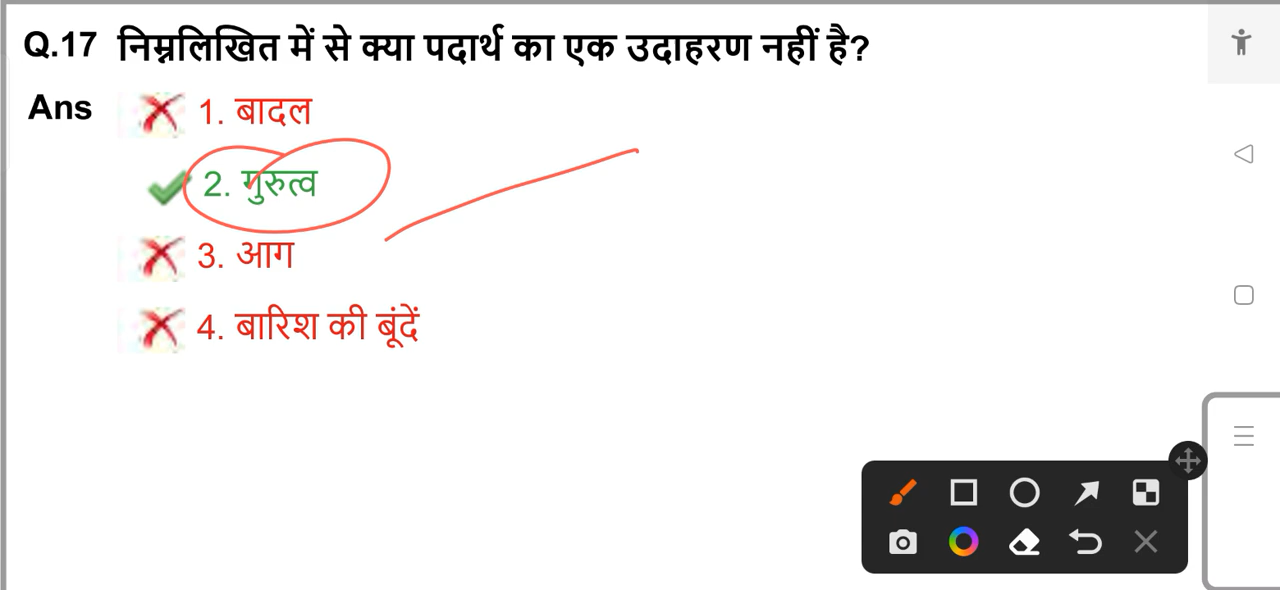 Q.17 निम्नलिखित में से क्या पदार्थ का एक उदाहरण नहीं है?
Ans 1. बादल
2. गुरुत्व
3. आग
4. बारिश की बूंदें